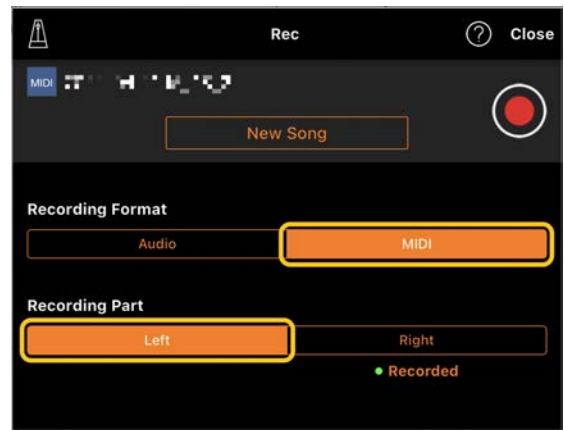 Rec
Close
MIDI
New Song
Recording Format
Audio MIDI
Recording Part
Left Right
Recorded